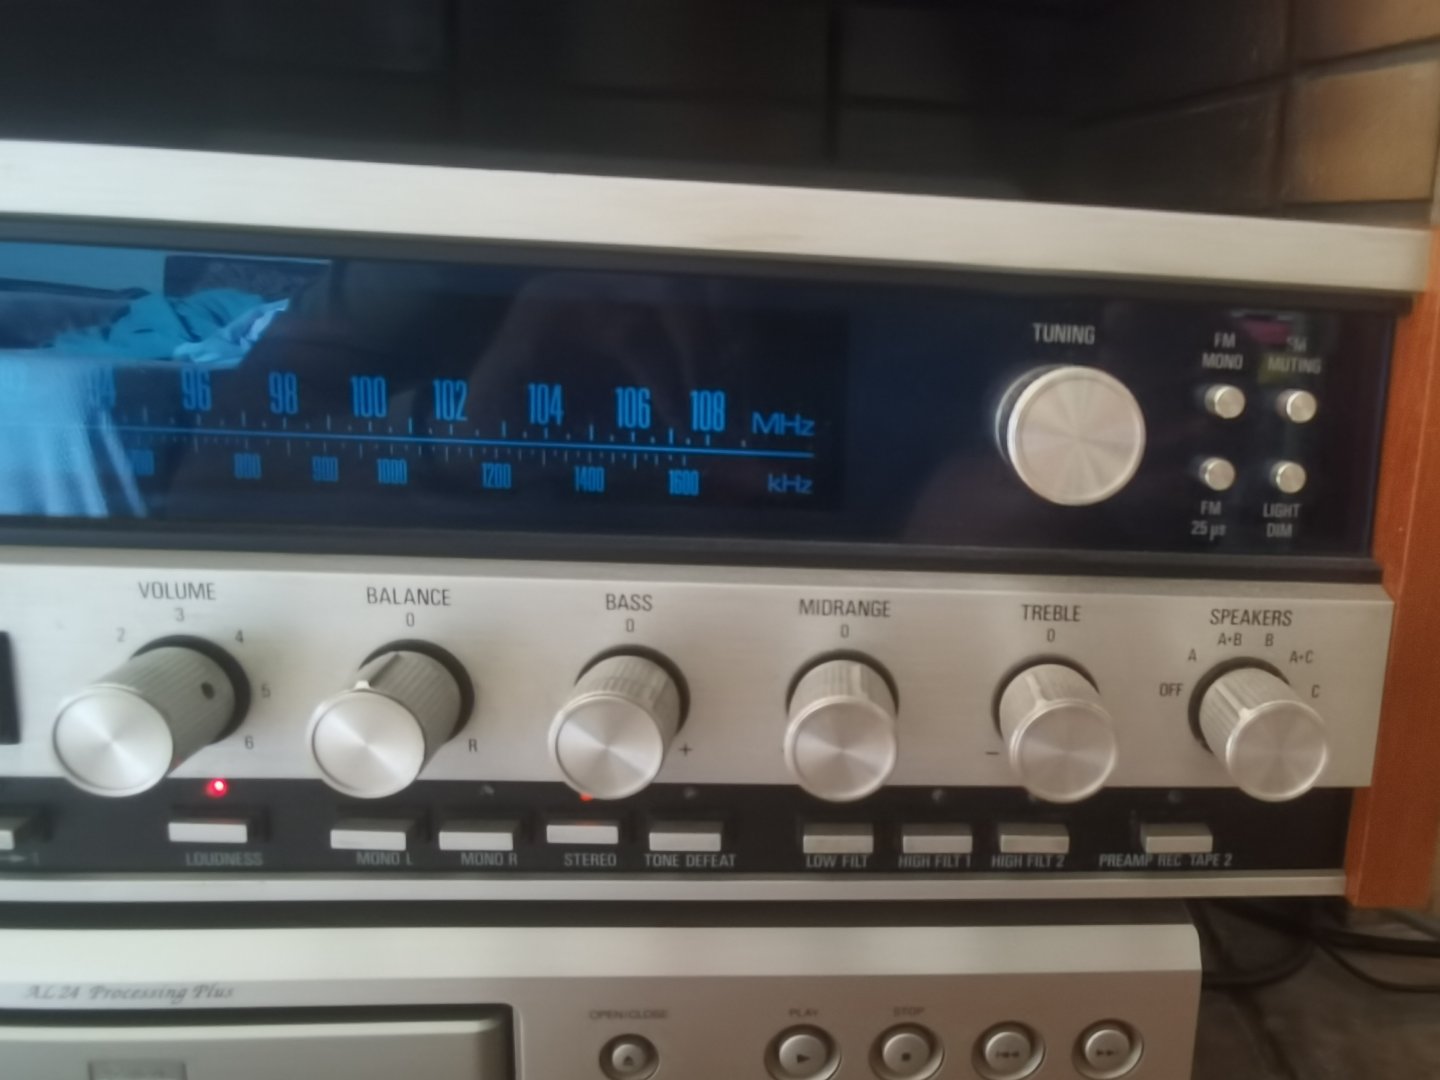 TUNING
FM
MONO
MUTING
94 96 98 100 102 104 106 108 MHz
800 900 1000 1200 1400 1600 kHz
FM
25 µs
LIGHT
DIM
VOLUME
2 3 4 5 6
BALANCE
0
R
BASS
0
+
MIDRANGE
0
TREBLE
0
−
SPEAKERS
OFF A A+B B A+C C
LOUDNESS
MONO L
MONO R
STEREO
TONE DEFEAT
LOW FILT
HIGH FILT 1
HIGH FILT 2
PREAMP REC TAPE 2
AL24 Processing Plus
OPEN/CLOSE
PLAY
STOP